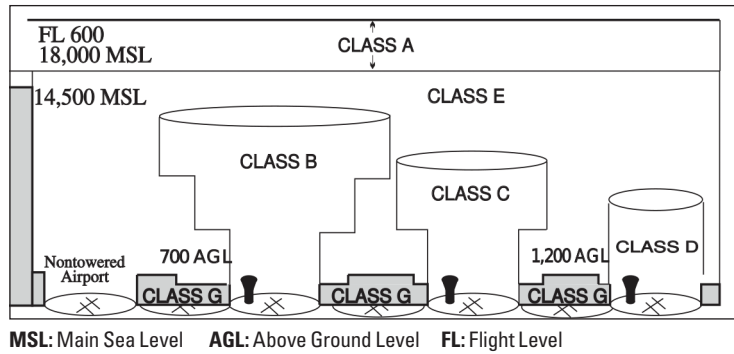 FL 600
18,000 MSL
CLASS A
14,500 MSL
CLASS E
CLASS B
CLASS C
Nontowered
Airport
700 AGL
1,200 AGL
CLASS D
CLASS G
CLASS G
CLASS G
MSL: Main Sea Level AGL: Above Ground Level FL: Flight Level